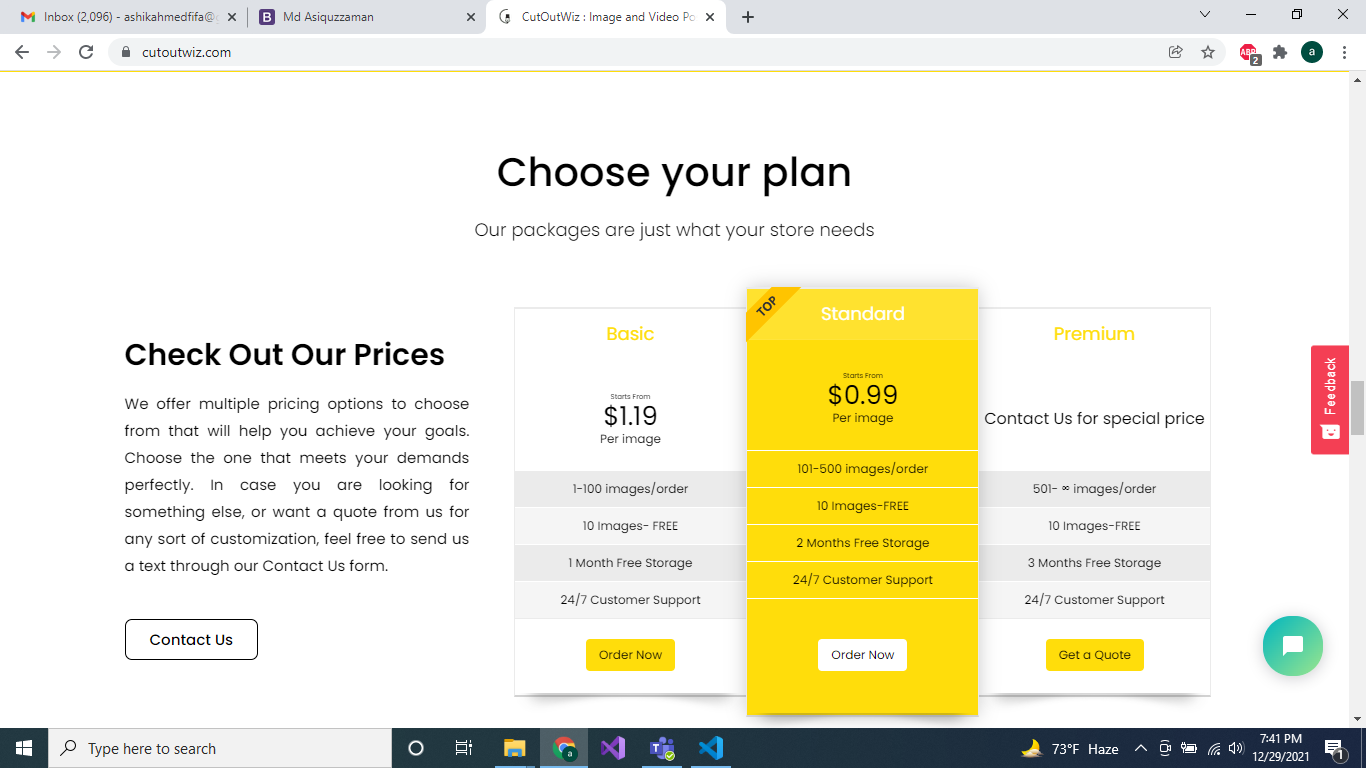 Inbox (2,096) - ashikahmedfifa@g
Md Asiquzzaman
CutOutWiz : Image and Video Po
cutoutwiz.com
ABP
2
a
Choose your plan
Our packages are just what your store needs
Check Out Our Prices
We offer multiple pricing options to choose
from that will help you achieve your goals.
Choose the one that meets your demands
perfectly. In case you are looking for
something else, or want a quote from us for
any sort of customization, feel free to send us
a text through our Contact Us form.
Contact Us
Basic
Starts From
$1.19
Per image
1-100 images/order
10 Images- FREE
1 Month Free Storage
24/7 Customer Support
Order Now
TOP
Standard
Starts From
$0.99
Per image
101-500 images/order
10 Images-FREE
2 Months Free Storage
24/7 Customer Support
Order Now
Premium
Contact Us for special price
501- ∞ images/order
10 Images-FREE
3 Months Free Storage
24/7 Customer Support
Get a Quote
Feedback
Type here to search
73°F Haze
7:41 PM
12/29/2021
1